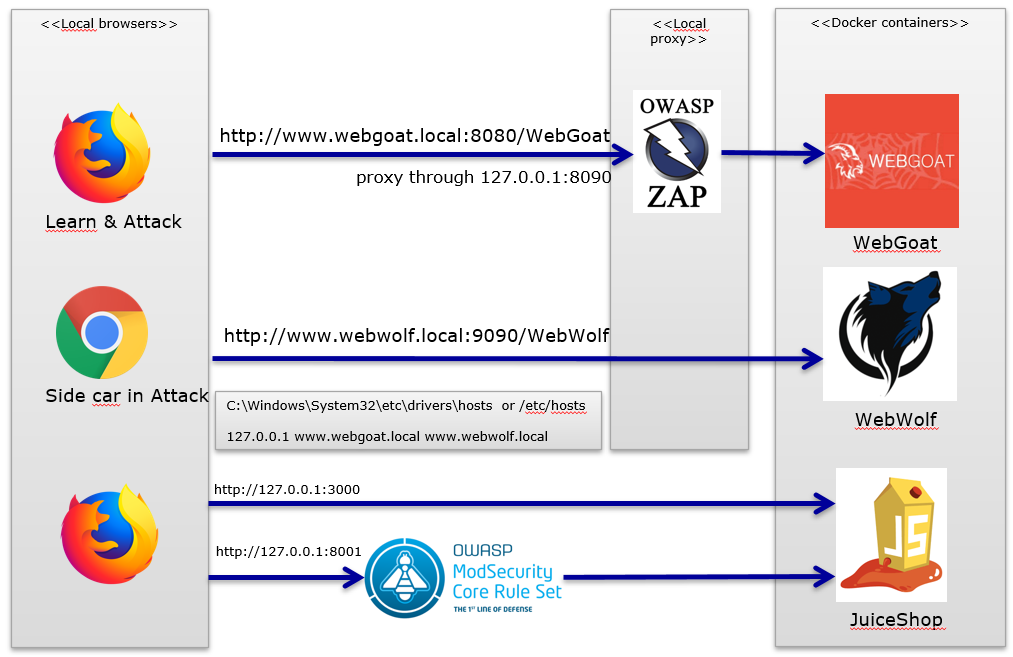 <<Local browsers>>
<<Local
proxy>>
<<Docker containers>>
http://www.webgoat.local:8080/WebGoat
proxy through 127.0.0.1:8090
OWASP
ZAP
WEBGOAT
Learn & Attack
WebGoat
http://www.webwolf.local:9090/WebWolf
Side car in Attack
WebWolf
C:\Windows\System32\etc\drivers\hosts or /etc/hosts
127.0.0.1 www.webgoat.local www.webwolf.local
http://127.0.0.1:3000
http://127.0.0.1:8001
OWASP
ModSecurity
Core Rule Set
THE 1ST LINE OF DEFENSE
JS
JuiceShop